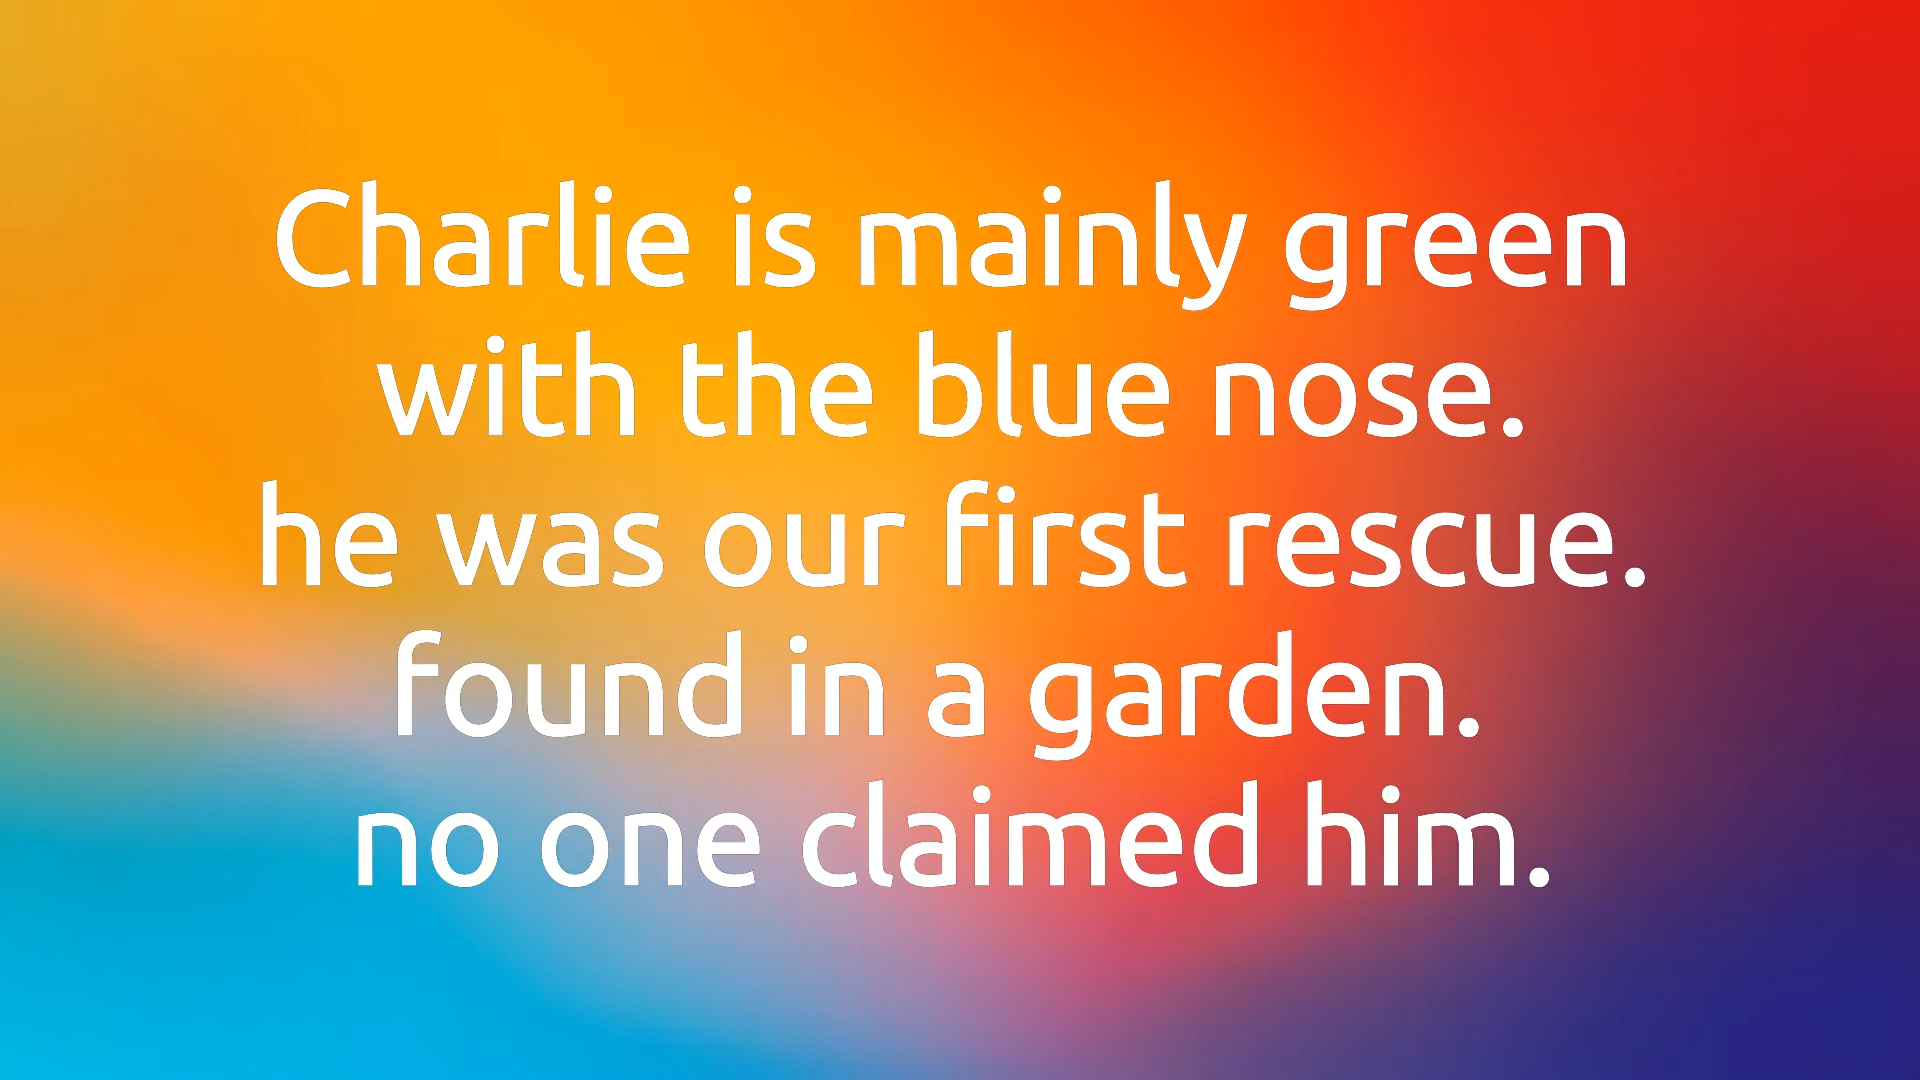 Charlie is mainly green
with the blue nose.
he was our first rescue.
found in a garden.
no one claimed him.